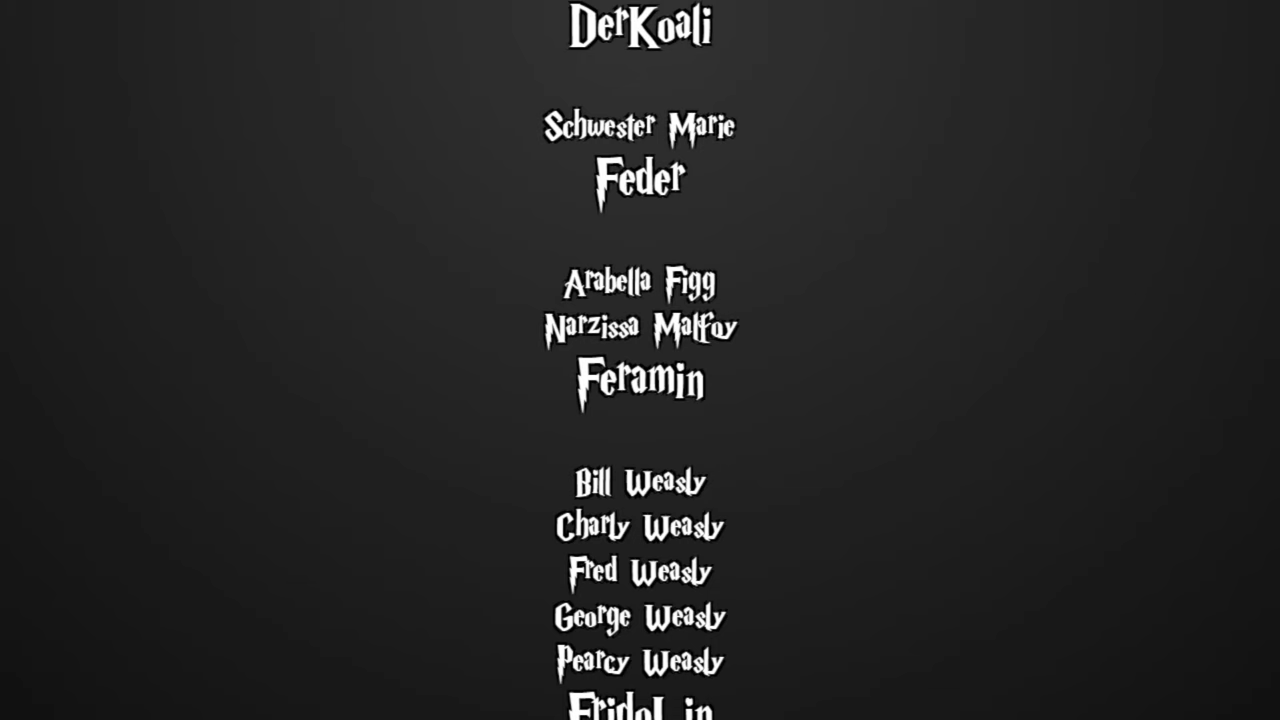 DerKoali
Schwester Marie
Feder
Arabella Figg
Narzissa Malfoy
Feramin
Bill Weasly
Charly Weasly
Fred Weasly
George Weasly
Pearcy Weasly
FridoL_in